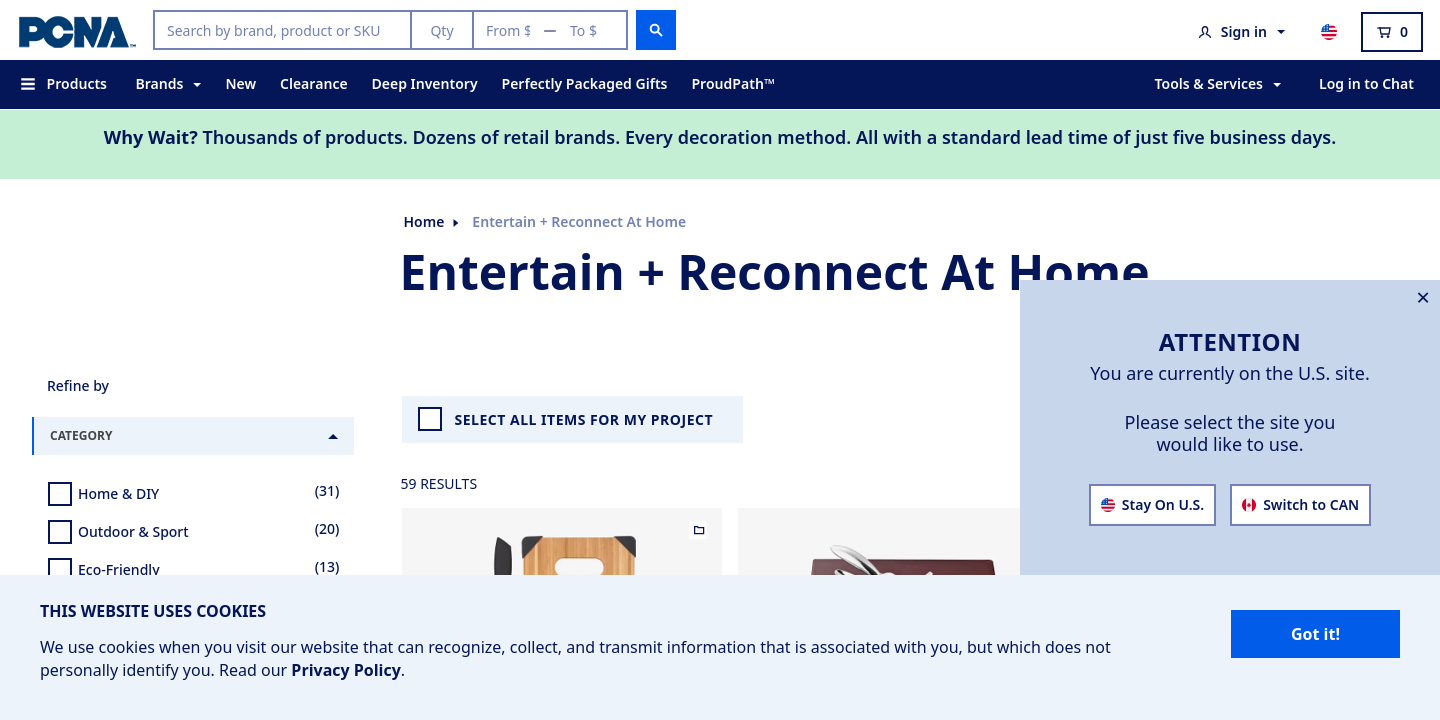 PCNA™
Search by brand, product or SKU
Qty
From $ — To $
Sign in
0
Products
Brands
New
Clearance
Deep Inventory
Perfectly Packaged Gifts
ProudPath™
Tools & Services
Log in to Chat
Why Wait? Thousands of products. Dozens of retail brands. Every decoration method. All with a standard lead time of just five business days.
Home
Entertain + Reconnect At Home
Entertain + Reconnect At Home
Refine by
CATEGORY
Home & DIY (31)
Outdoor & Sport (20)
Eco-Friendly (13)
SELECT ALL ITEMS FOR MY PROJECT
59 RESULTS
ATTENTION
You are currently on the U.S. site.
Please select the site you
would like to use.
Stay On U.S.
Switch to CAN
THIS WEBSITE USES COOKIES
We use cookies when you visit our website that can recognize, collect, and transmit information that is associated with you, but which does not
personally identify you. Read our Privacy Policy.
Got it!